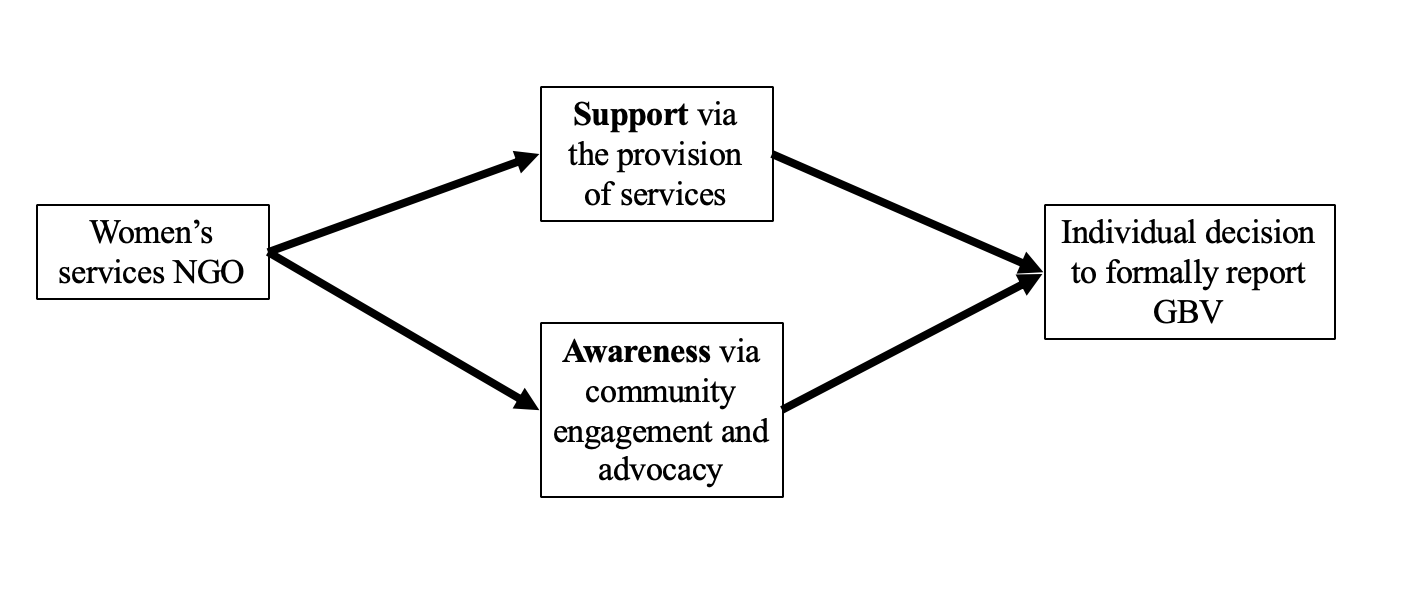 Women’s
services NGO
Support via
the provision
of services
Awareness via
community
engagement and
advocacy
Individual decision
to formally report
GBV